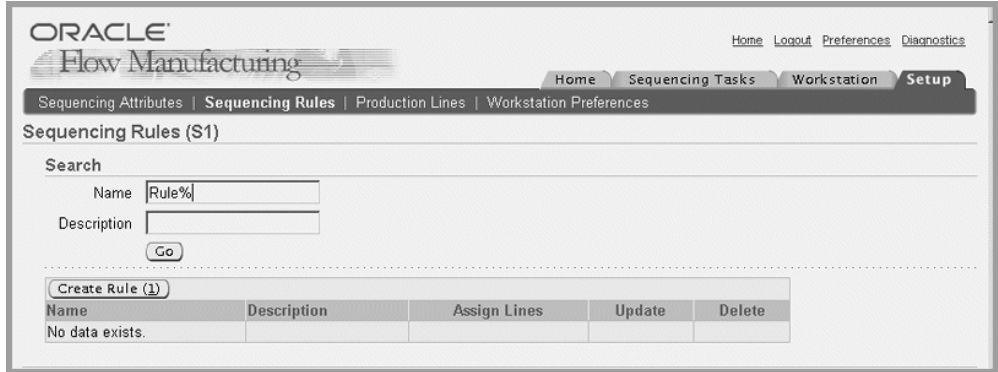 ORACLE
Flow Manufacturing
Home Logout Preferences Diagnostics
Home Sequencing Tasks Workstation Setup
Sequencing Attributes | Sequencing Rules | Production Lines | Workstation Preferences
Sequencing Rules (S1)
Search
Name Rule%
Description
Go
Create Rule (1)
Name Description Assign Lines Update Delete
No data exists.